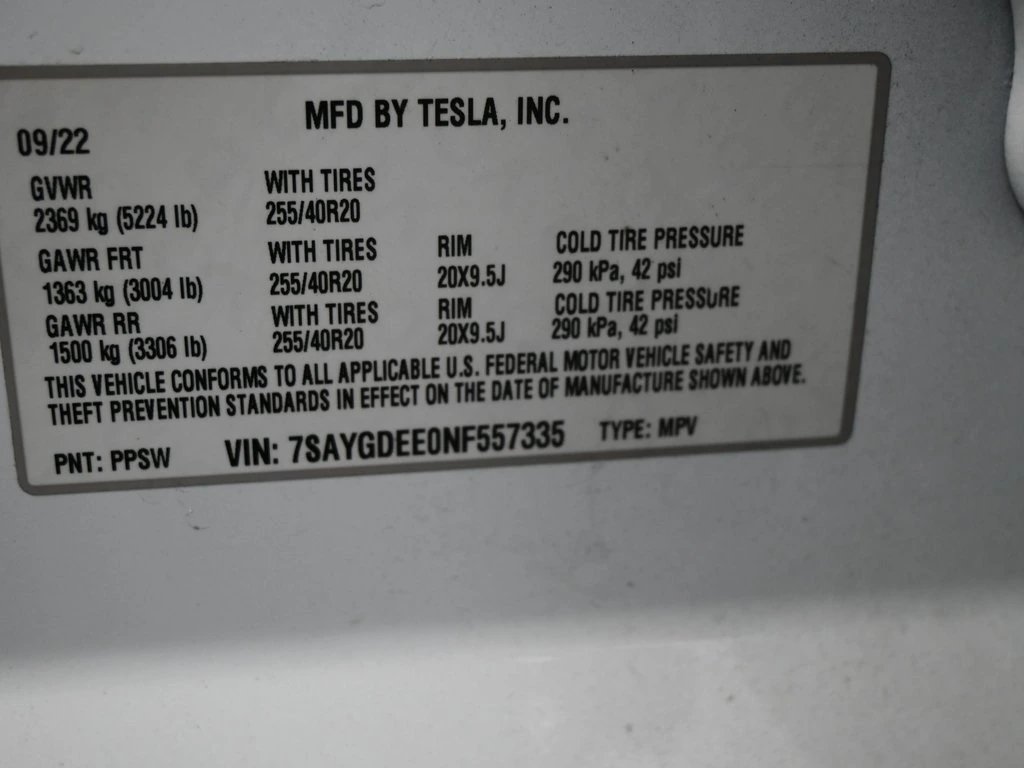 MFD BY TESLA, INC.
09/22
GVWR WITH TIRES
2369 kg (5224 lb) 255/40R20
GAWR FRT WITH TIRES RIM COLD TIRE PRESSURE
1363 kg (3004 lb) 255/40R20 20X9.5J 290 kPa, 42 psi
GAWR RR WITH TIRES RIM COLD TIRE PRESSURE
1500 kg (3306 lb) 255/40R20 20X9.5J 290 kPa, 42 psi
THIS VEHICLE CONFORMS TO ALL APPLICABLE U.S. FEDERAL MOTOR VEHICLE SAFETY AND
THEFT PREVENTION STANDARDS IN EFFECT ON THE DATE OF MANUFACTURE SHOWN ABOVE.
PNT: PPSW VIN: 7SAYGDEE0NF557335 TYPE: MPV